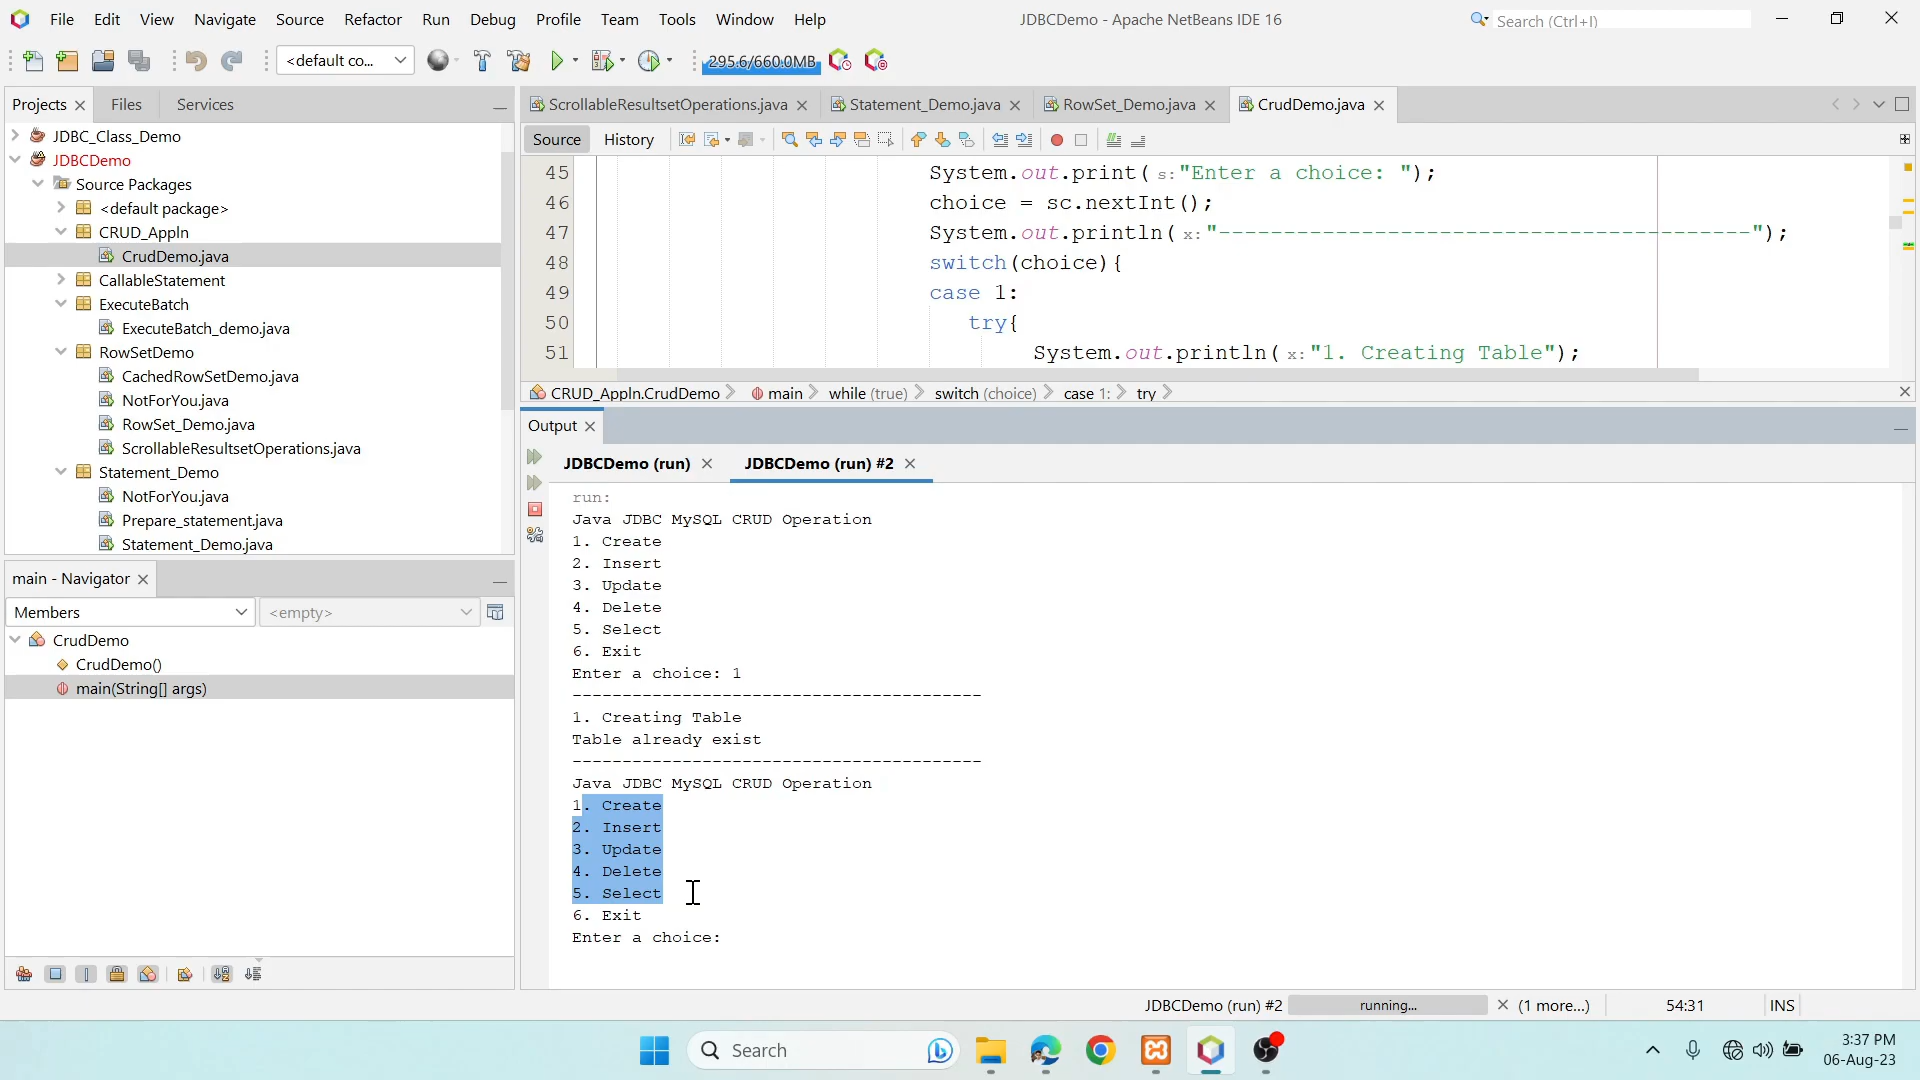 File Edit View Navigate Source Refactor Run Debug Profile Team Tools Window Help JDBCDemo - Apache NetBeans IDE 16 Search (Ctrl+I)
<default co... 295.6/660.0MB
Projects Files Services
ScrollableResultsetOperations.java Statement_Demo.java RowSet_Demo.java CrudDemo.java
Source History
JDBC_Class_Demo
JDBCDemo
Source Packages
<default package>
CRUD_Appln
CrudDemo.java
CallableStatement
ExecuteBatch
ExecuteBatch_demo.java
RowSetDemo
CachedRowSetDemo.java
NotForYou.java
RowSet_Demo.java
ScrollableResultsetOperations.java
Statement_Demo
NotForYou.java
Prepare_statement.java
Statement_Demo.java
45 System.out.print( s:"Enter a choice: ");
46 choice = sc.nextInt();
47 System.out.println( x:"-----------------------------------------");
48 switch(choice){
49 case 1:
50 try{
51 System.out.println( x:"1. Creating Table");
CRUD_Appln.CrudDemo main while (true) switch (choice) case 1: try
Output
JDBCDemo (run) JDBCDemo (run) #2
run:
Java JDBC MySQL CRUD Operation
1. Create
2. Insert
3. Update
4. Delete
5. Select
6. Exit
Enter a choice: 1
-----------------------------------------
1. Creating Table
Table already exist
-----------------------------------------
Java JDBC MySQL CRUD Operation
1. Create
2. Insert
3. Update
4. Delete
5. Select
6. Exit
Enter a choice:
main - Navigator
Members <empty>
CrudDemo
CrudDemo()
main(String[] args)
JDBCDemo (run) #2 running... (1 more...) 54:31 INS
Search
3:37 PM
06-Aug-23